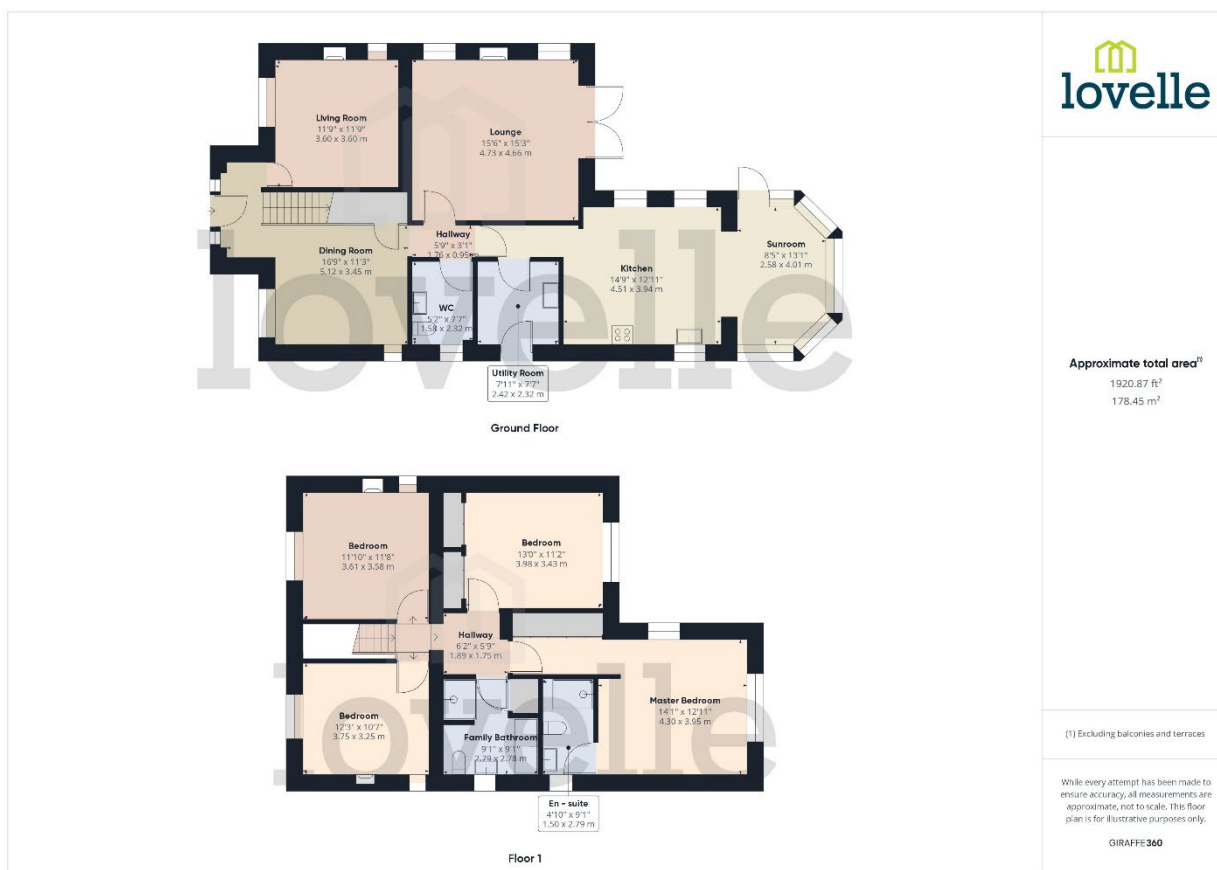 Living Room
11'9" x 11'9"
3.60 x 3.60 m
Lounge
15'6" x 15'3"
4.73 x 4.66 m
Hallway
5'9" x 3'1"
1.76 x 0.95 m
Dining Room
16'9" x 11'3"
5.12 x 3.45 m
Kitchen
14'9" x 12'11"
4.51 x 3.94 m
Sunroom
8'5" x 13'1"
2.58 x 4.01 m
WC
5'2" x 7'7"
1.58 x 2.32 m
Utility Room
7'11" x 7'7"
2.42 x 2.32 m
lovelle
Ground Floor
Bedroom
11'10" x 11'8"
3.61 x 3.58 m
Bedroom
13'0" x 11'2"
3.98 x 3.43 m
Hallway
6'2" x 5'9"
1.89 x 1.75 m
Bedroom
12'3" x 10'7"
3.75 x 3.25 m
Family Bathroom
9'1" x 9'1"
2.79 x 2.78 m
Master Bedroom
14'1" x 12'11"
4.30 x 3.95 m
En - suite
4'10" x 9'1"
1.50 x 2.79 m
lovelle
Floor 1
lovelle
Approximate total area(1)
1920.87 ft²
178.45 m²
(1) Excluding balconies and terraces
While every attempt has been made to
ensure accuracy, all measurements are
approximate, not to scale. This floor
plan is for illustrative purposes only.
GIRAFFE360